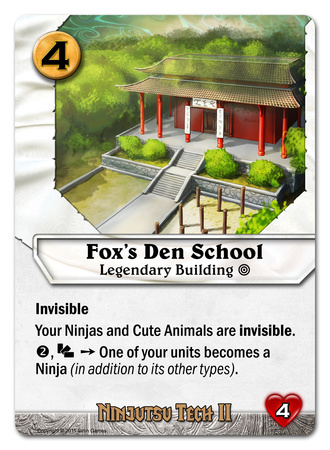 4
Fox's Den School
Legendary Building
Invisible
Your Ninjas and Cute Animals are invisible.
❷, → One of your units becomes a
Ninja (in addition to its other types).
Ninjutsu Tech II
4